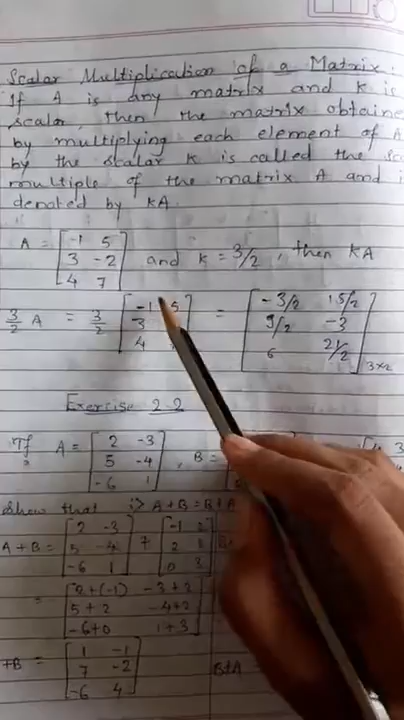 Scalar Multiplication of a Matrix:
If A is any matrix and K is
scalar, then the matrix obtaine
by multiplying each element of A
by the scalar K is called the Sc
multiple of the matrix A and i
denoted by KA.
A = [-1 5; 3 -2; 4 7] and K = 3/2, then KA
3/2 A = 3/2 [-1 5; 3; 4] = [-3/2 15/2; 9/2 -3; 6 21/2] 3x2
Exercise 2.2
If A = [2 -3; 5 -4; -6 1], B =
show that i> A+B = B+A
A+B = [2 -3; 5 -4; -6 1] + [-1 2; 2; 0 3]
= [2+(-1) -3+2; 5+2 -4+2; -6+0 1+3]
+B = [1 -1; 7 -2; -6 4] B+A